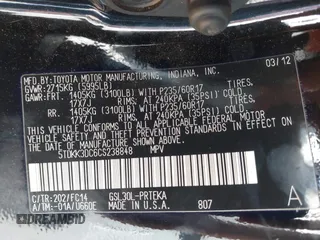 MFD. BY: TOYOTA MOTOR MANUFACTURING, INDIANA, INC.
GVWR: 2715KG (5995LB) 03/12
GAWR:FRT. 1405KG (3100LB) WITH P235/60R17 TIRES,
17X7J RIMS, AT 240KPA (35PSI) COLD
RR. 1405KG (3100LB) WITH P235/60R17 TIRES,
17X7J RIMS, AT 240KPA (35PSI) COLD
THIS VEHICLE CONFORMS TO ALL APPLICABLE FEDERAL MOTOR
VEHICLE SAFETY, BUMPER, AND THEFT PREVENTION STANDARDS IN EFFECT ON
THE DATE OF MANUFACTURE SHOWN ABOVE.
5TDKK3DC6CS238848 MPV
C/TR:202/FC14 GSL30L-PRTEKA A
A/TM:-01A/U660E MADE IN U.S.A. 807
DREAMBID